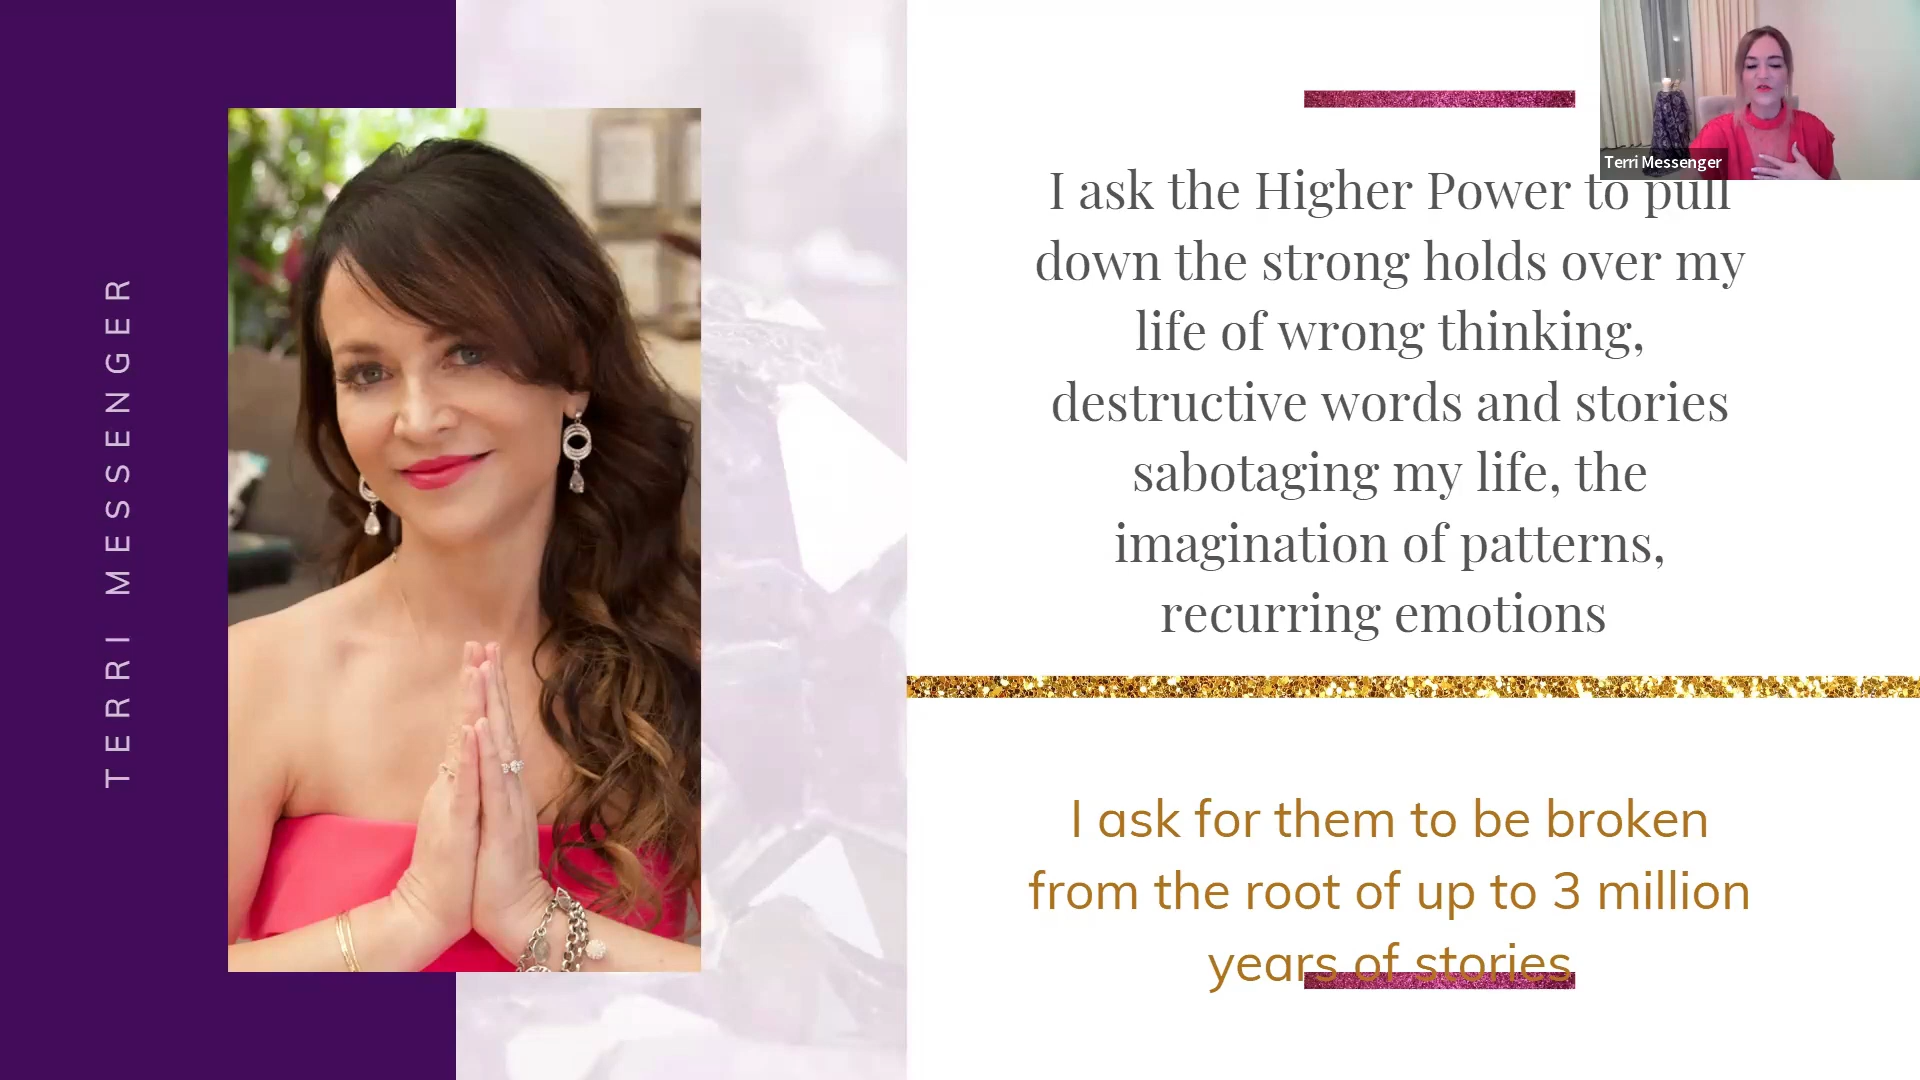 TERRI MESSENGER
Terri Messenger
I ask the Higher Power to pull
down the strong holds over my
life of wrong thinking,
destructive words and stories
sabotaging my life, the
imagination of patterns,
recurring emotions
I ask for them to be broken
from the root of up to 3 million
years of stories